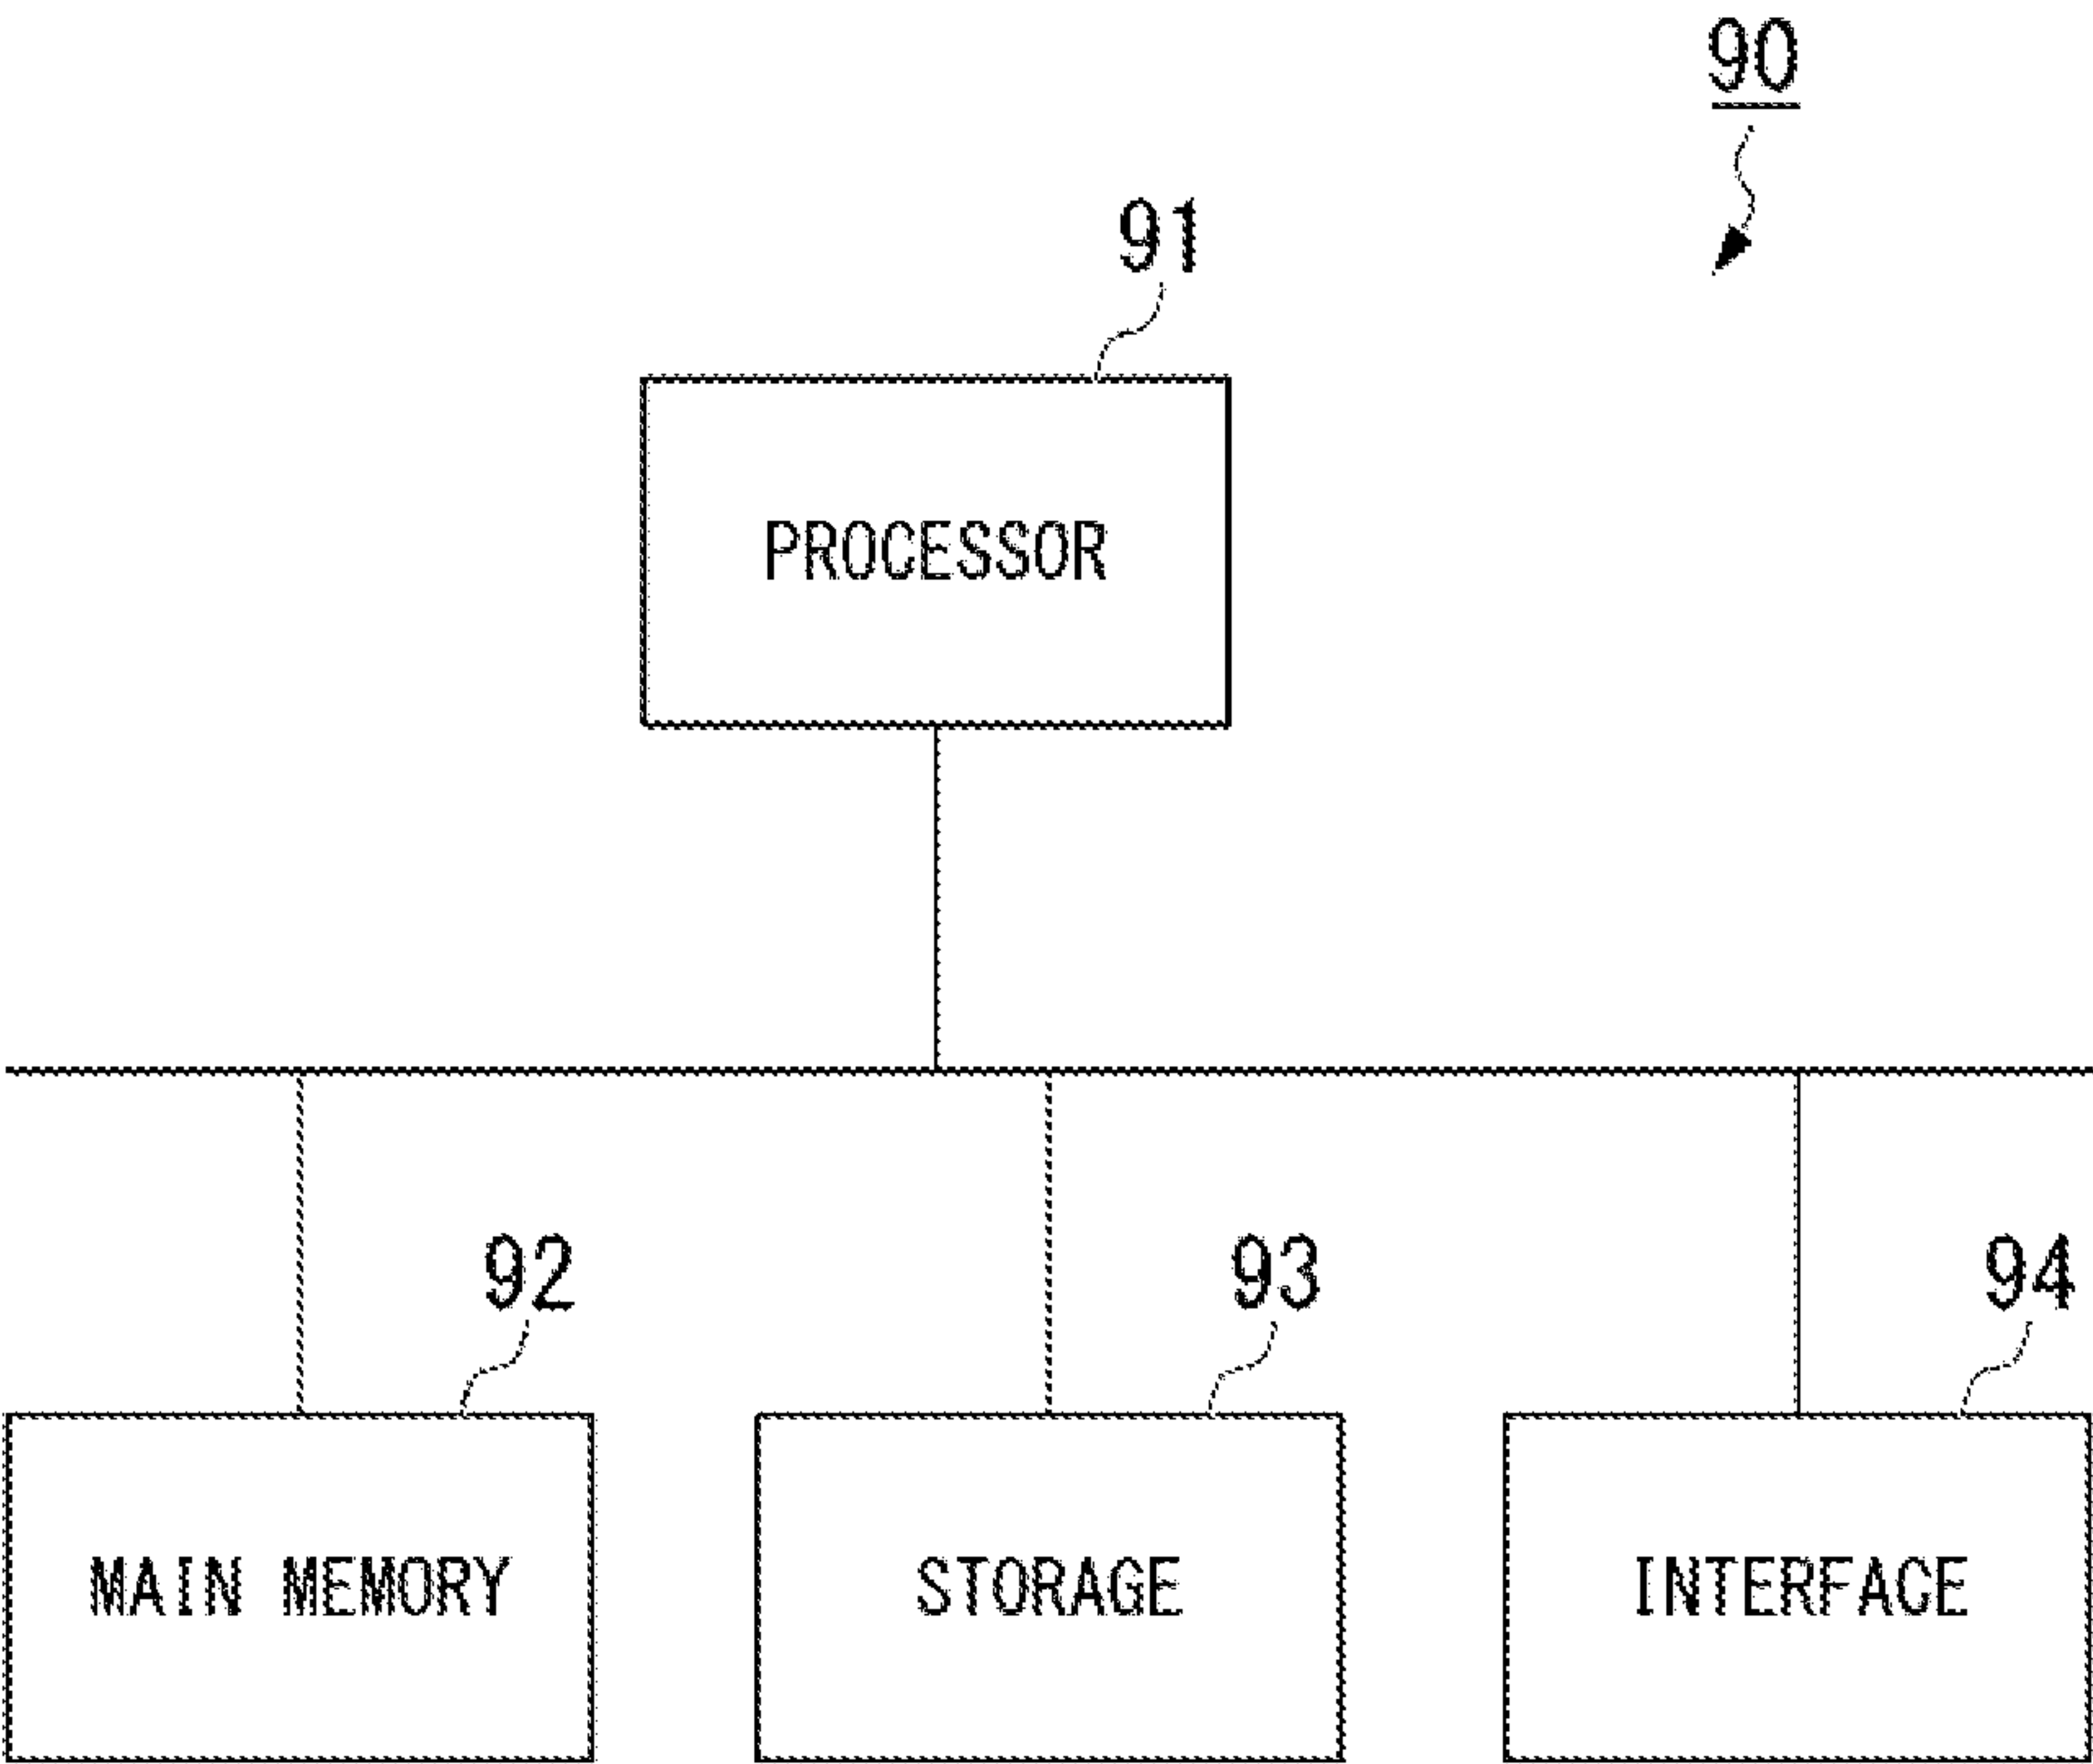 90
91
PROCESSOR
92
93
94
MAIN MEMORY
STORAGE
INTERFACE